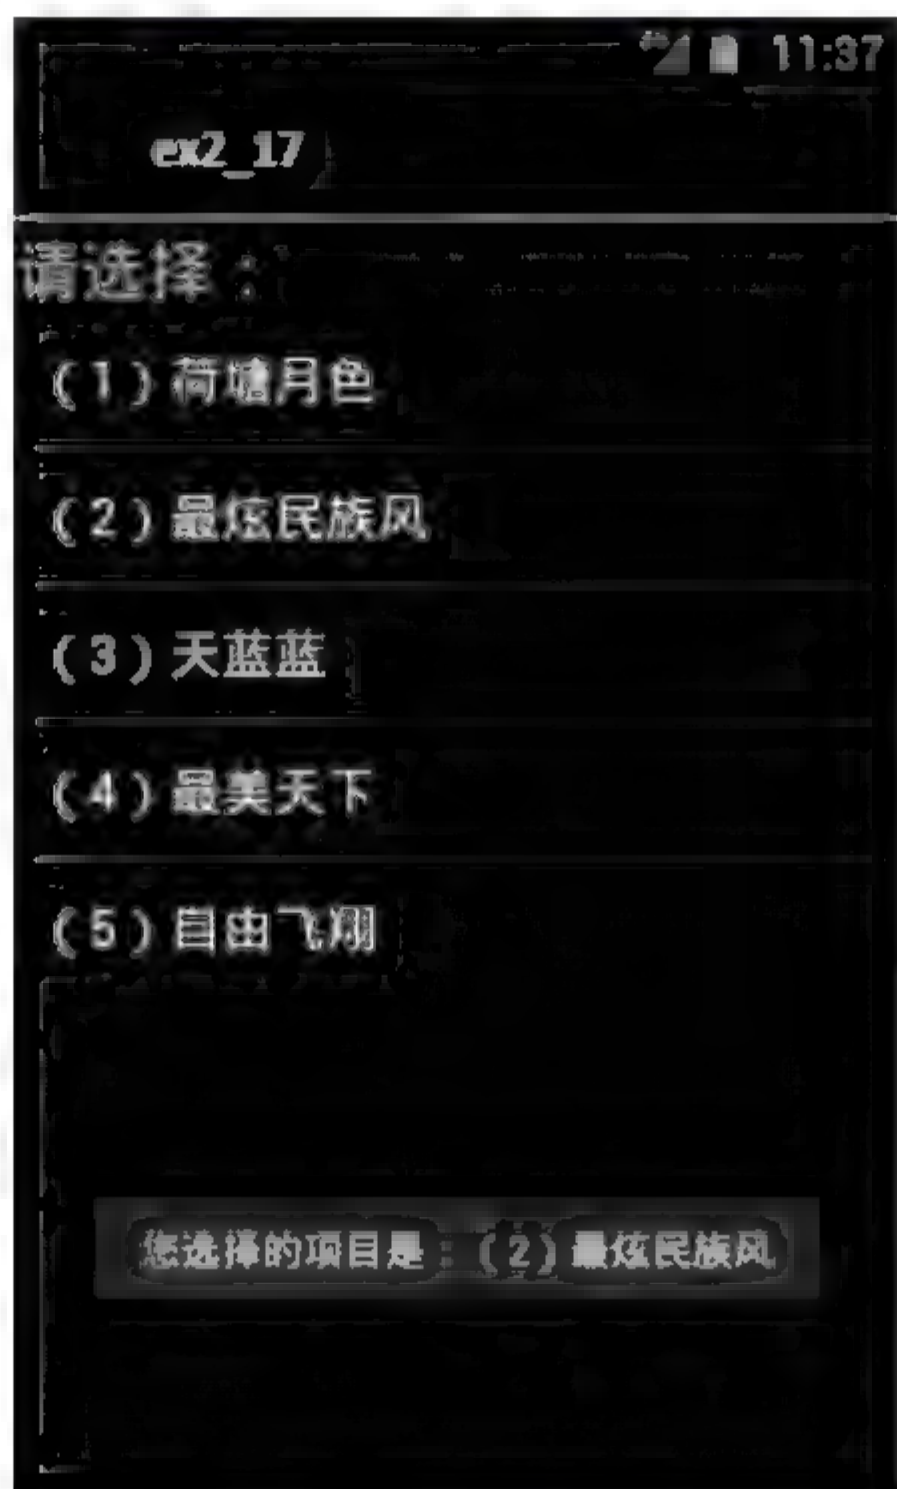 11:37
ex2_17
请选择：
（1）荷塘月色
（2）最炫民族风
（3）天蓝蓝
（4）最美天下
（5）自由飞翔
您选择的项目是：（2）最炫民族风